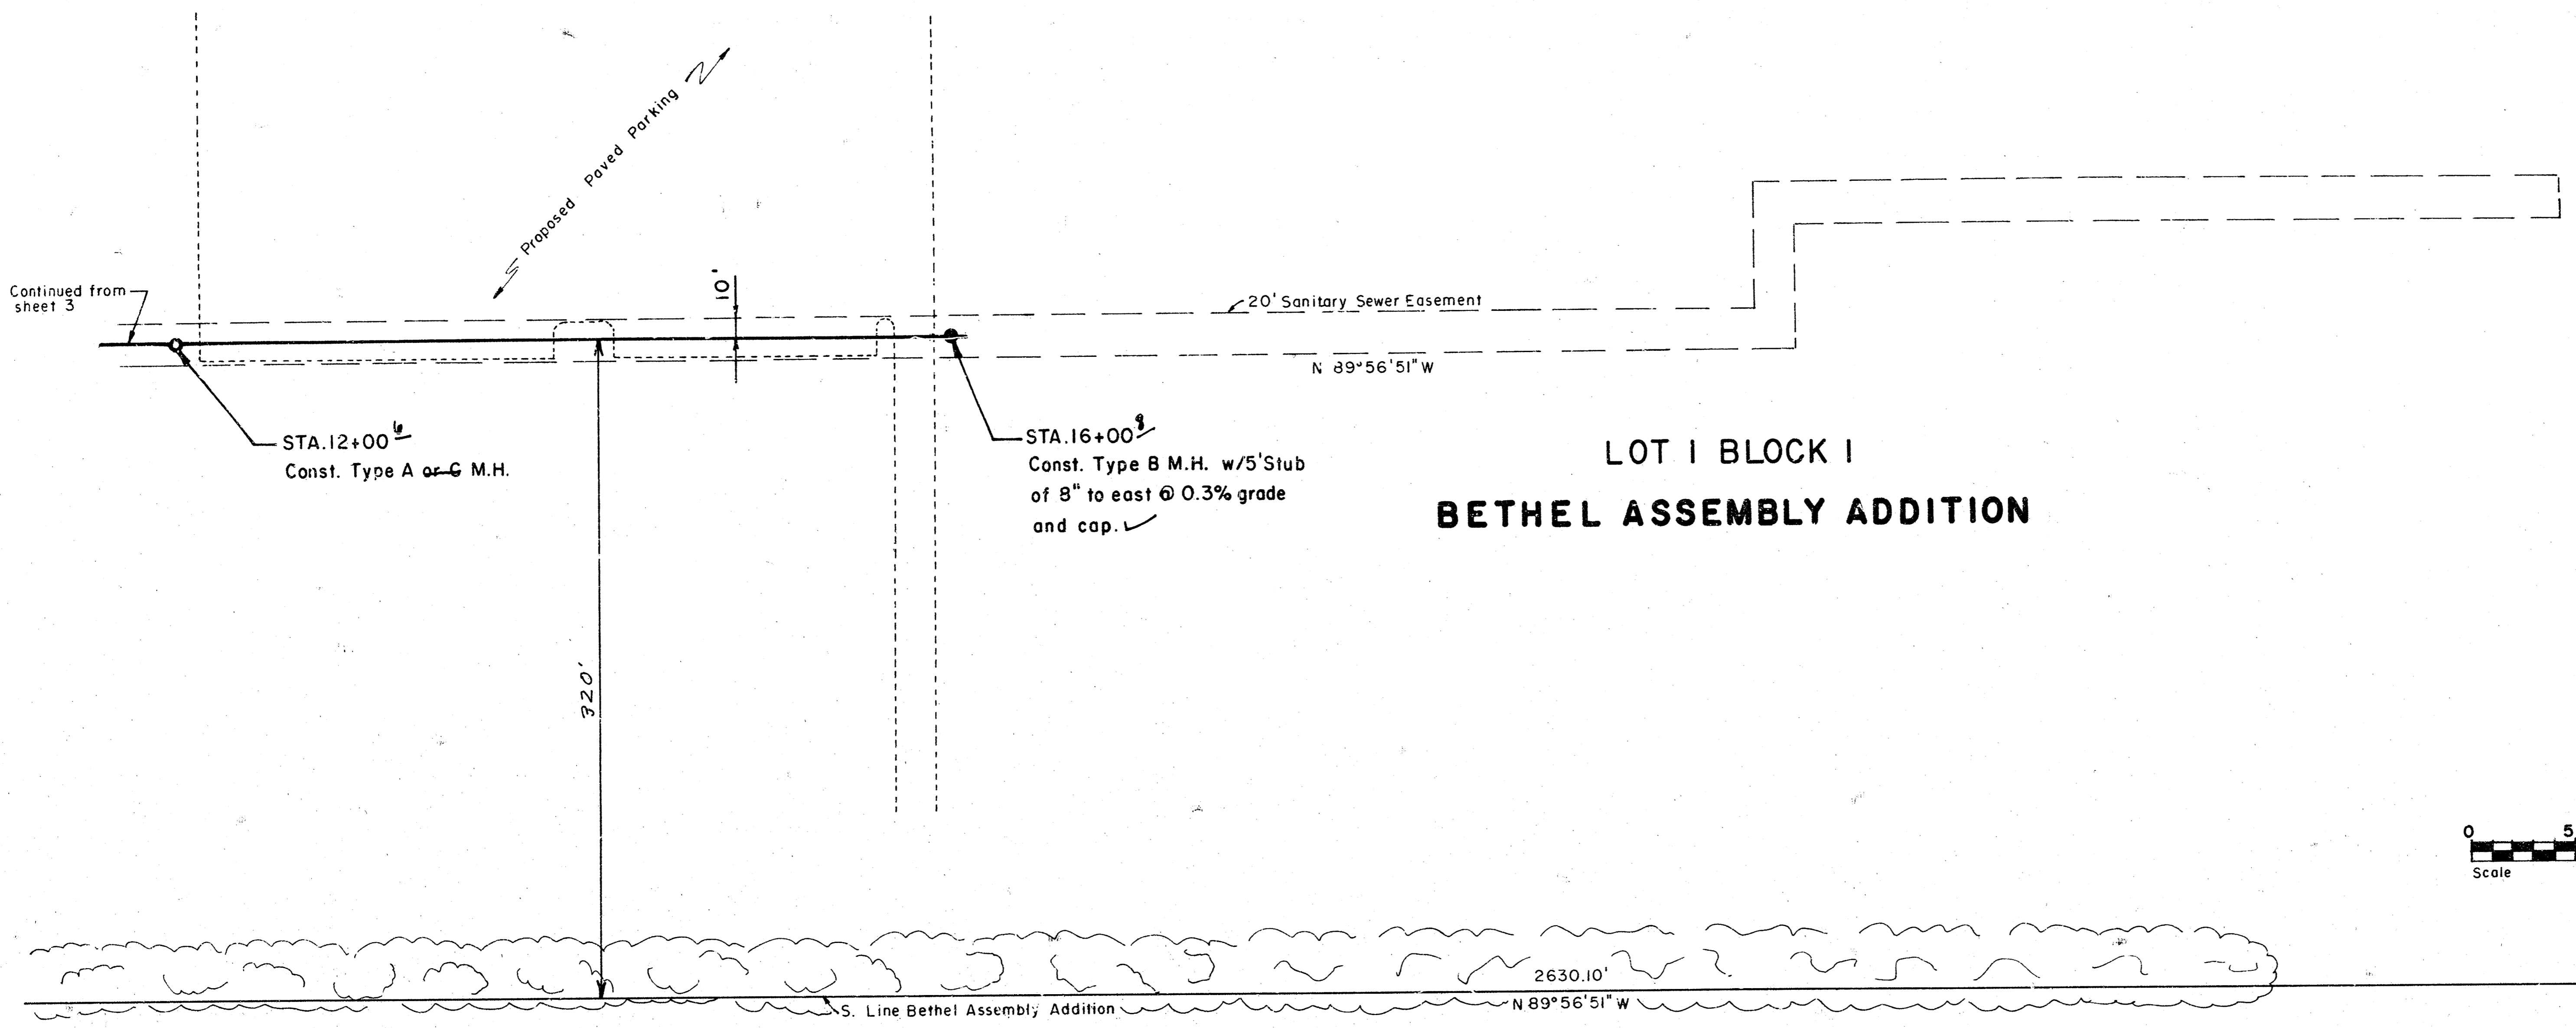 Proposed Paved Parking
Continued from
sheet 3
10'
20' Sanitary Sewer Easement
N 89°56'51" W
STA.12+00 6
Const. Type A or C M.H.
STA.16+00 8
Const. Type B M.H. w/5' Stub
of 8" to east @ 0.3% grade
and cap.
LOT 1 BLOCK 1
BETHEL ASSEMBLY ADDITION
320'
0 5
Scale
2630.10'
S. Line Bethel Assembly Addition
N 89°56'51" W